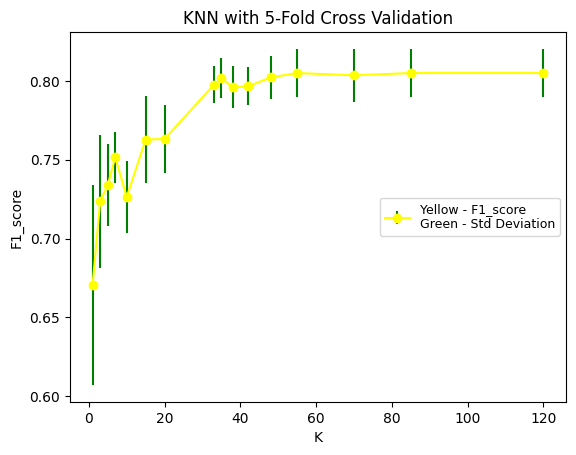 KNN with 5-Fold Cross Validation
F1_score
0.80
0.75
0.70
0.65
0.60
Yellow - F1_score
Green - Std Deviation
0 20 40 60 80 100 120
K